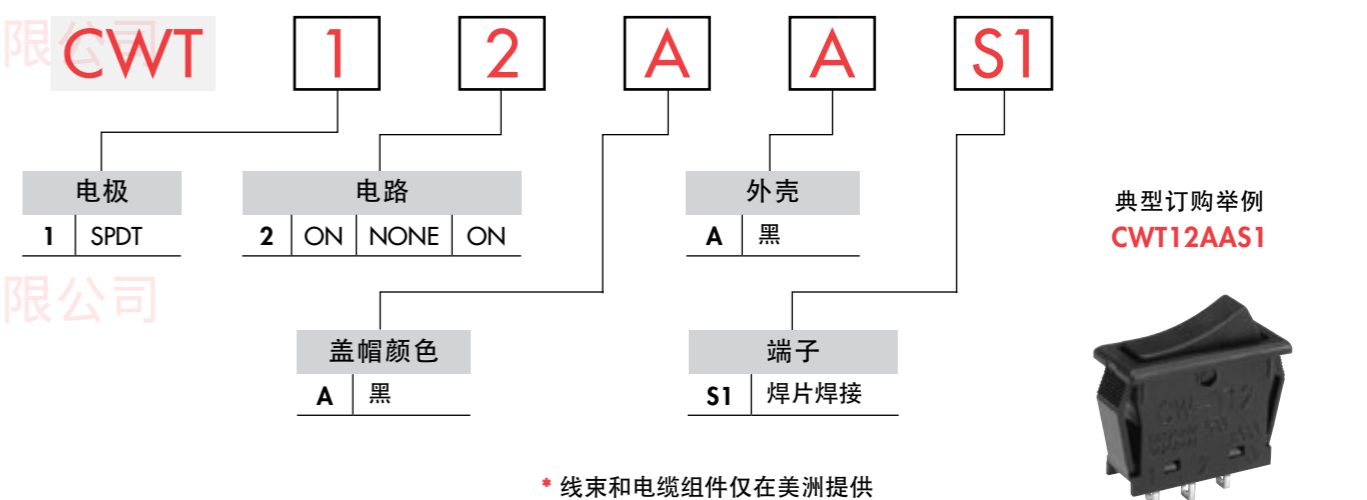 限公司
CWT 1 2 A A S1
电极
1 SPDT
电路
2 ON NONE ON
外壳
A 黑
典型订购举例
CWT12AAS1
限公司
盖帽颜色
A 黑
端子
S1 焊片焊接
CW-112
* 线束和电缆组件仅在美洲提供